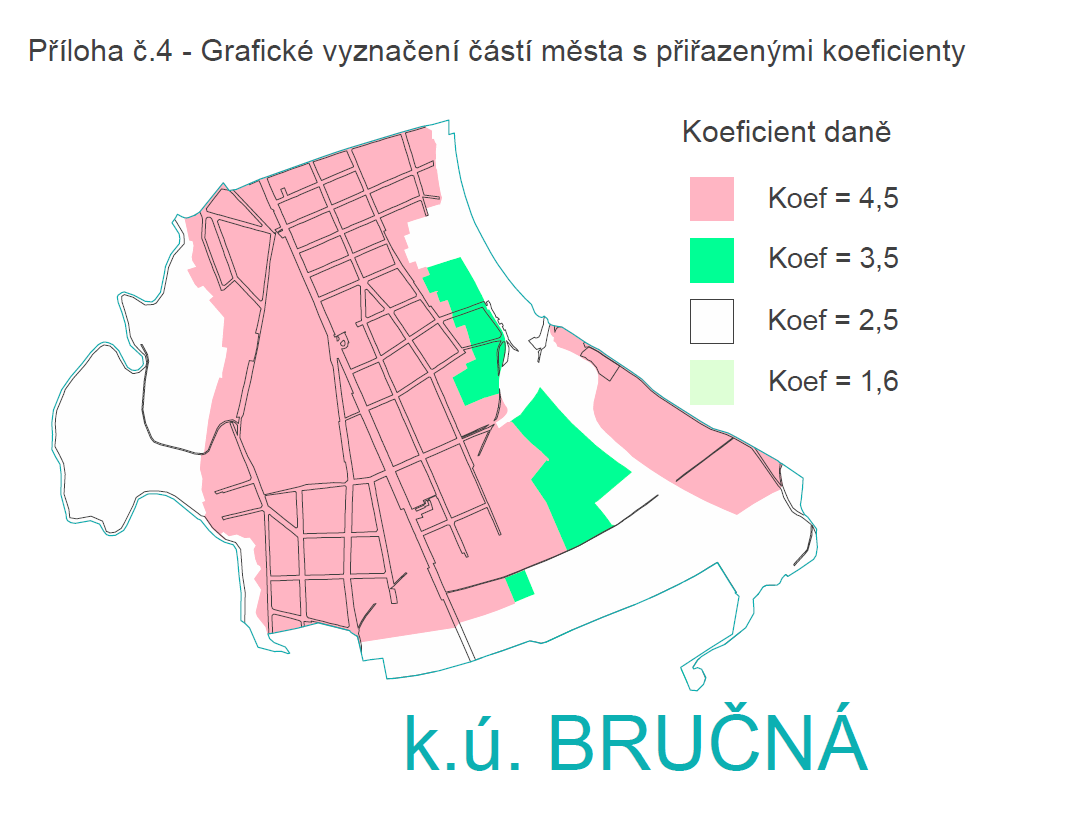 Příloha č.4 - Grafické vyznačení částí města s přiřazenými koeficienty
Koeficient daně
Koef = 4,5
Koef = 3,5
Koef = 2,5
Koef = 1,6
k.ú. BRUČNÁ